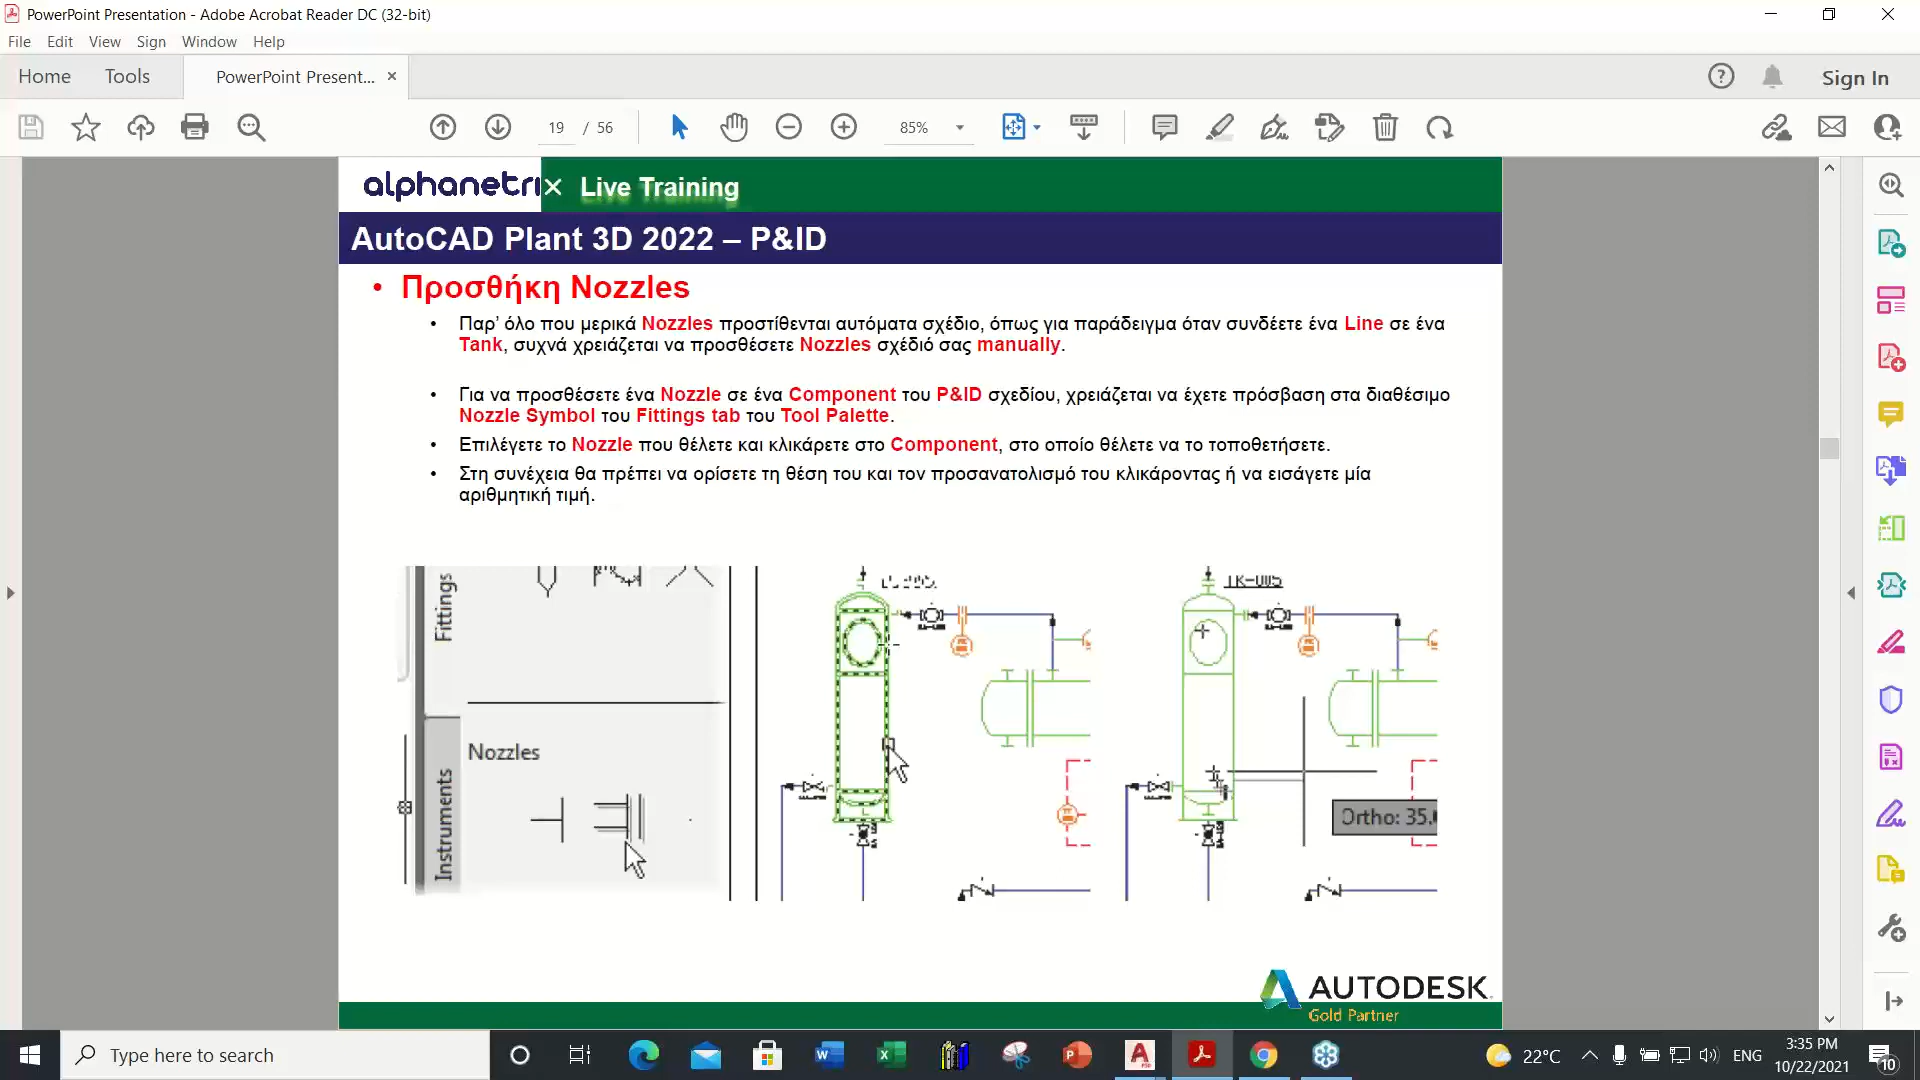 PowerPoint Presentation - Adobe Acrobat Reader DC (32-bit)
File Edit View Sign Window Help
Home Tools PowerPoint Present... Sign In
19 / 56 85%
alphanetri Live Training
AutoCAD Plant 3D 2022 – P&ID
• Προσθήκη Nozzles
• Παρ’ όλο που μερικά Nozzles προστίθενται αυτόματα σχέδιο, όπως για παράδειγμα όταν συνδέετε ένα Line σε ένα
Tank, συχνά χρειάζεται να προσθέσετε Nozzles σχέδιό σας manually.
• Για να προσθέσετε ένα Nozzle σε ένα Component του P&ID σχεδίου, χρειάζεται να έχετε πρόσβαση στα διαθέσιμο
Nozzle Symbol του Fittings tab του Tool Palette.
• Επιλέγετε το Nozzle που θέλετε και κλικάρετε στο Component, στο οποίο θέλετε να το τοποθετήσετε.
• Στη συνέχεια θα πρέπει να ορίσετε τη θέση του και τον προσανατολισμό του κλικάροντας ή να εισάγετε μία
αριθμητική τιμή.
Fittings
Instruments
Nozzles
TK-005
Ortho: 35.
AUTODESK
Gold Partner
Type here to search
22°C ENG
3:35 PM
10/22/2021
10